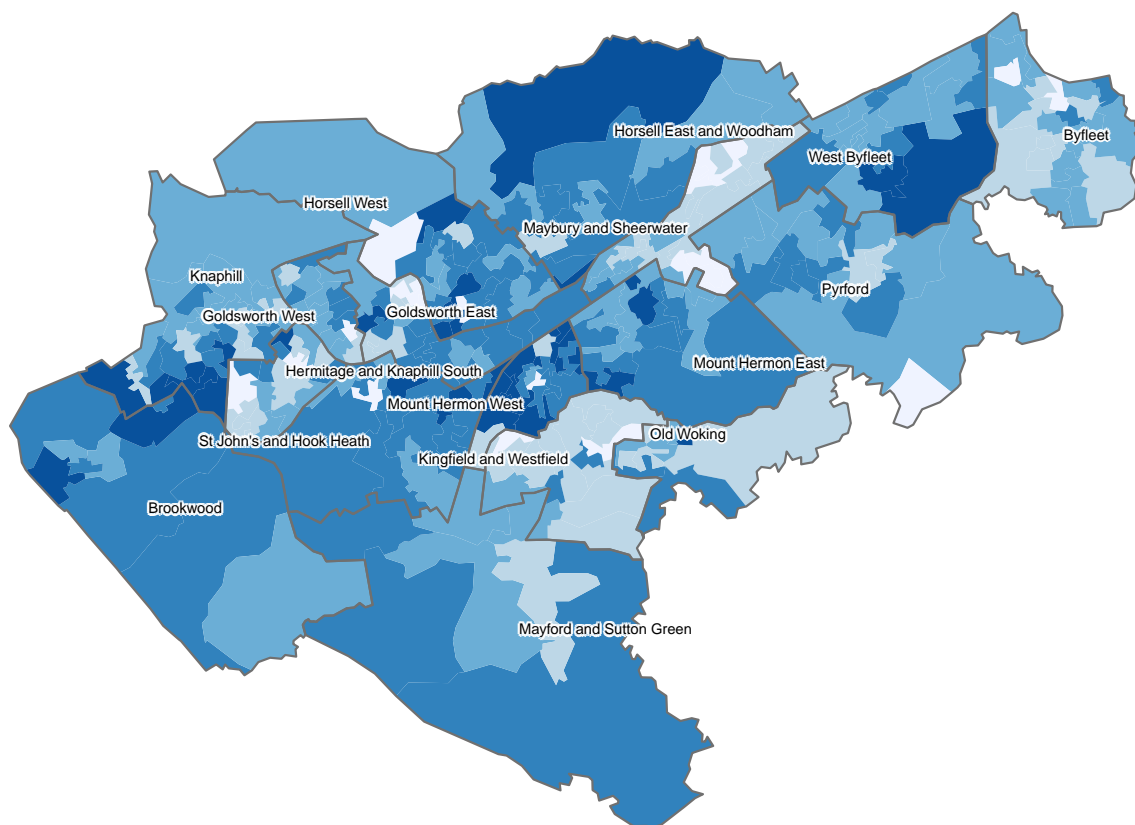 Horsell East and Woodham
Byfleet
West Byfleet
Horsell West
Maybury and Sheerwater
Knaphill
Pyrford
Goldsworth West
Goldsworth East
Mount Hermon East
Hermitage and Knaphill South
Mount Hermon West
St John's and Hook Heath
Old Woking
Kingfield and Westfield
Brookwood
Mayford and Sutton Green